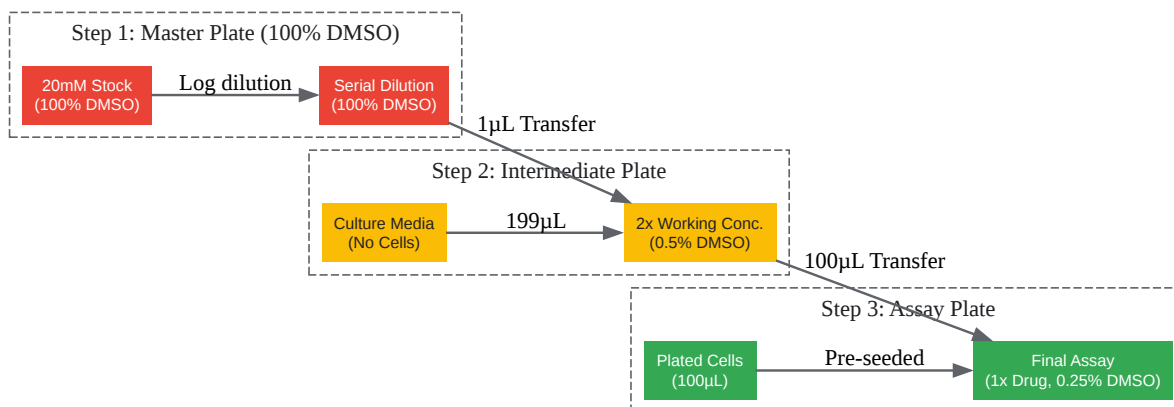 Step 1: Master Plate (100% DMSO)
20mM Stock
(100% DMSO)
Log dilution
Serial Dilution
(100% DMSO)
1µL Transfer
Step 2: Intermediate Plate
Culture Media
(No Cells)
199µL
2x Working Conc.
(0.5% DMSO)
100µL Transfer
Step 3: Assay Plate
Plated Cells
(100µL)
Pre-seeded
Final Assay
(1x Drug, 0.25% DMSO)